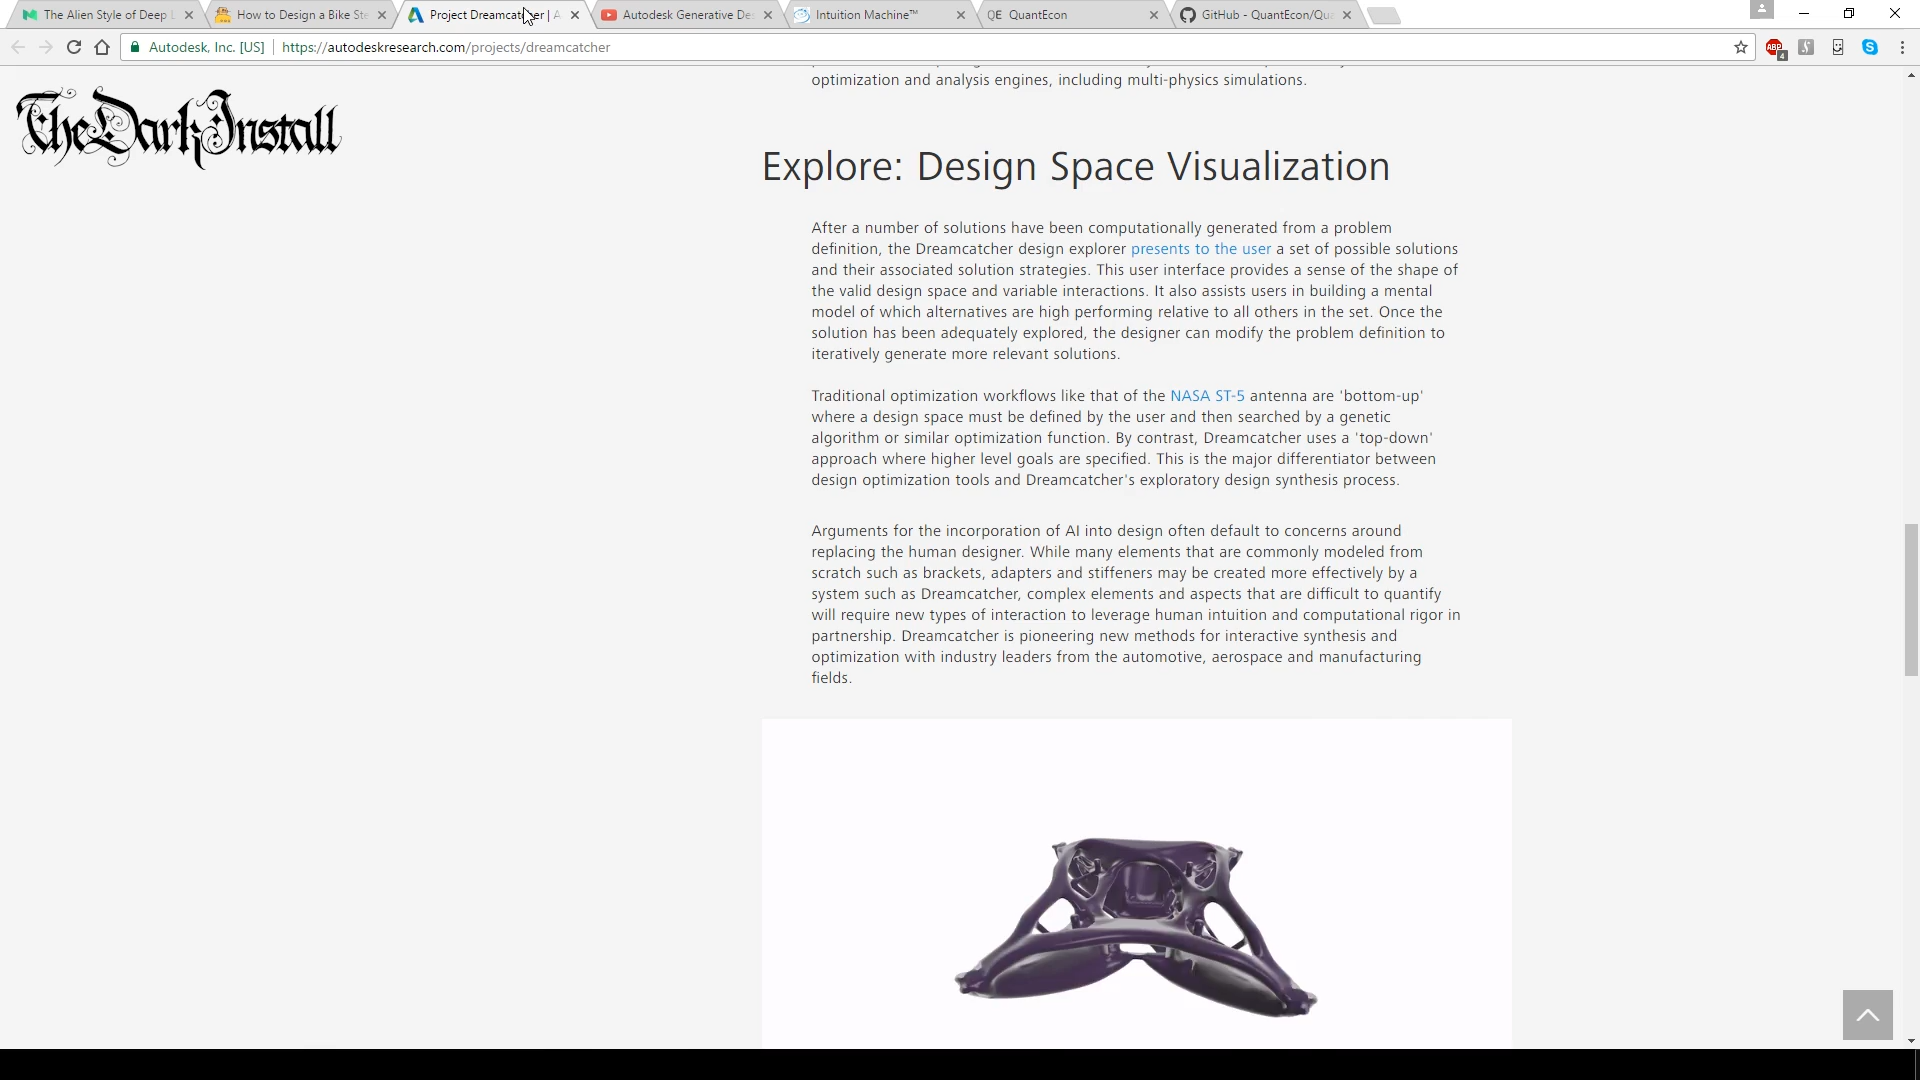 The Alien Style of Deep L
How to Design a Bike Ste
Project Dreamcatcher | A
Autodesk Generative De
Intuition Machine™
QuantEcon
GitHub - QuantEcon/Qu
Autodesk, Inc. [US]
https://autodeskresearch.com/projects/dreamcatcher
ABP
4
TheDarkInstall
optimization and analysis engines, including multi-physics simulations.
Explore: Design Space Visualization
After a number of solutions have been computationally generated from a problem
definition, the Dreamcatcher design explorer presents to the user a set of possible solutions
and their associated solution strategies. This user interface provides a sense of the shape of
the valid design space and variable interactions. It also assists users in building a mental
model of which alternatives are high performing relative to all others in the set. Once the
solution has been adequately explored, the designer can modify the problem definition to
iteratively generate more relevant solutions.
Traditional optimization workflows like that of the NASA ST-5 antenna are 'bottom-up'
where a design space must be defined by the user and then searched by a genetic
algorithm or similar optimization function. By contrast, Dreamcatcher uses a 'top-down'
approach where higher level goals are specified. This is the major differentiator between
design optimization tools and Dreamcatcher's exploratory design synthesis process.
Arguments for the incorporation of AI into design often default to concerns around
replacing the human designer. While many elements that are commonly modeled from
scratch such as brackets, adapters and stiffeners may be created more effectively by a
system such as Dreamcatcher, complex elements and aspects that are difficult to quantify
will require new types of interaction to leverage human intuition and computational rigor in
partnership. Dreamcatcher is pioneering new methods for interactive synthesis and
optimization with industry leaders from the automotive, aerospace and manufacturing
fields.